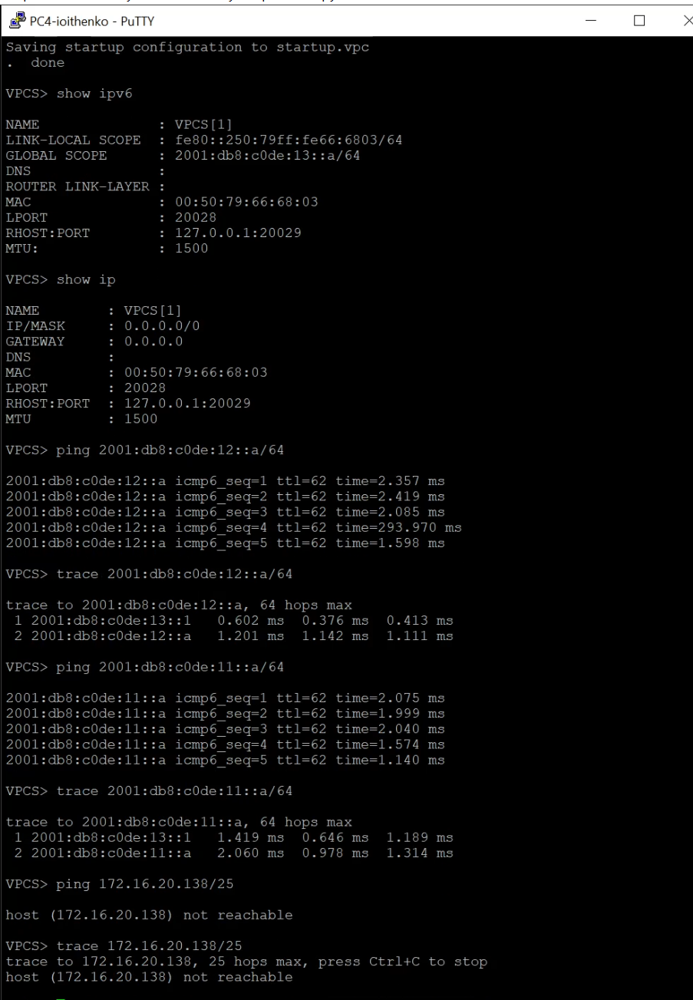 PC4-ioithenko - PuTTY
Saving startup configuration to startup.vpc
.  done
VPCS> show ipv6
NAME              : VPCS[1]
LINK-LOCAL SCOPE  : fe80::250:79ff:fe66:6803/64
GLOBAL SCOPE      : 2001:db8:c0de:13::a/64
DNS               :
ROUTER LINK-LAYER :
MAC               : 00:50:79:66:68:03
LPORT             : 20028
RHOST:PORT        : 127.0.0.1:20029
MTU:              : 1500
VPCS> show ip
NAME        : VPCS[1]
IP/MASK     : 0.0.0.0/0
GATEWAY     : 0.0.0.0
DNS         :
MAC         : 00:50:79:66:68:03
LPORT       : 20028
RHOST:PORT  : 127.0.0.1:20029
MTU         : 1500
VPCS> ping 2001:db8:c0de:12::a/64
2001:db8:c0de:12::a icmp6_seq=1 ttl=62 time=2.357 ms
2001:db8:c0de:12::a icmp6_seq=2 ttl=62 time=2.419 ms
2001:db8:c0de:12::a icmp6_seq=3 ttl=62 time=2.085 ms
2001:db8:c0de:12::a icmp6_seq=4 ttl=62 time=293.970 ms
2001:db8:c0de:12::a icmp6_seq=5 ttl=62 time=1.598 ms
VPCS> trace 2001:db8:c0de:12::a/64
trace to 2001:db8:c0de:12::a, 64 hops max
 1 2001:db8:c0de:13::1   0.602 ms  0.376 ms  0.413 ms
 2 2001:db8:c0de:12::a   1.201 ms  1.142 ms  1.111 ms
VPCS> ping 2001:db8:c0de:11::a/64
2001:db8:c0de:11::a icmp6_seq=1 ttl=62 time=2.075 ms
2001:db8:c0de:11::a icmp6_seq=2 ttl=62 time=1.999 ms
2001:db8:c0de:11::a icmp6_seq=3 ttl=62 time=2.040 ms
2001:db8:c0de:11::a icmp6_seq=4 ttl=62 time=1.574 ms
2001:db8:c0de:11::a icmp6_seq=5 ttl=62 time=1.140 ms
VPCS> trace 2001:db8:c0de:11::a/64
trace to 2001:db8:c0de:11::a, 64 hops max
 1 2001:db8:c0de:13::1   1.419 ms  0.646 ms  1.189 ms
 2 2001:db8:c0de:11::a   2.060 ms  0.978 ms  1.314 ms
VPCS> ping 172.16.20.138/25
host (172.16.20.138) not reachable
VPCS> trace 172.16.20.138/25
trace to 172.16.20.138, 25 hops max, press Ctrl+C to stop
host (172.16.20.138) not reachable